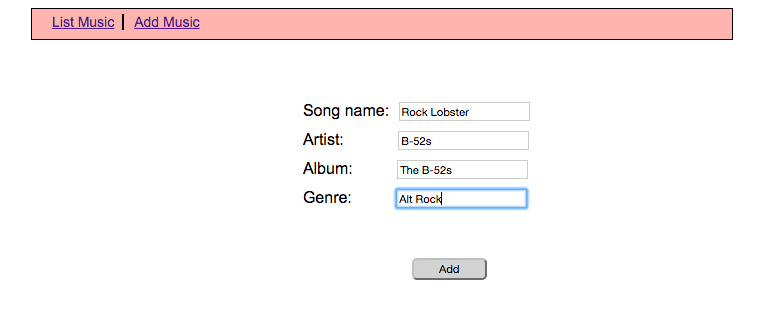 List Music | Add Music
Song name: Rock Lobster
Artist: B-52s
Album: The B-52s
Genre: Alt Rock
Add